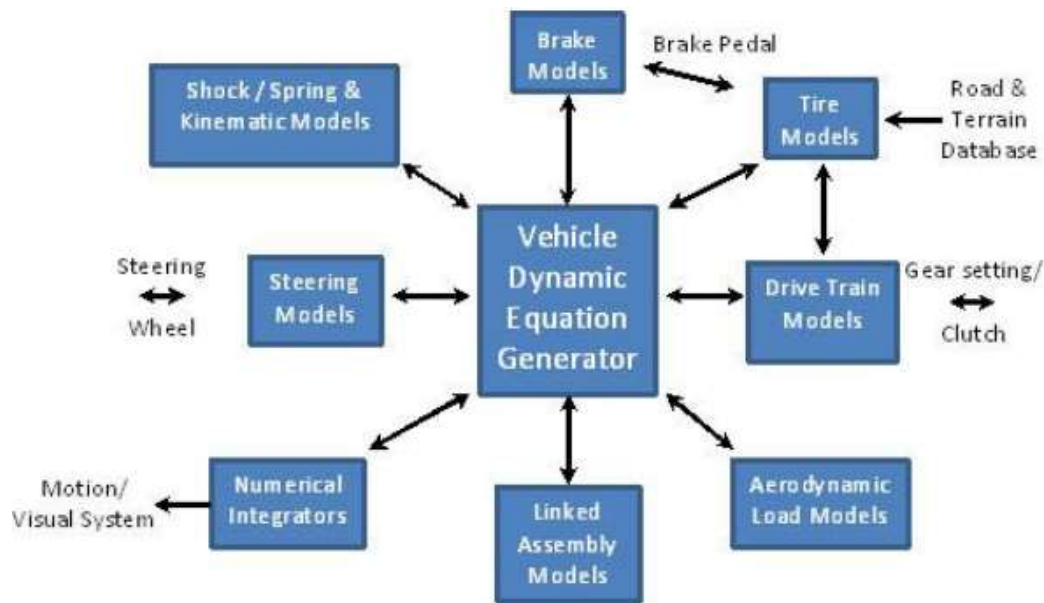 Brake
Models
Brake Pedal
Shock / Spring &
Kinematic Models
Tire
Models
Road &
Terrain
Database
Vehicle
Dynamic
Equation
Generator
Steering
Wheel
Steering
Models
Drive Train
Models
Gear setting/
Clutch
Motion/
Visual System
Numerical
Integrators
Linked
Assembly
Models
Aerodynamic
Load Models